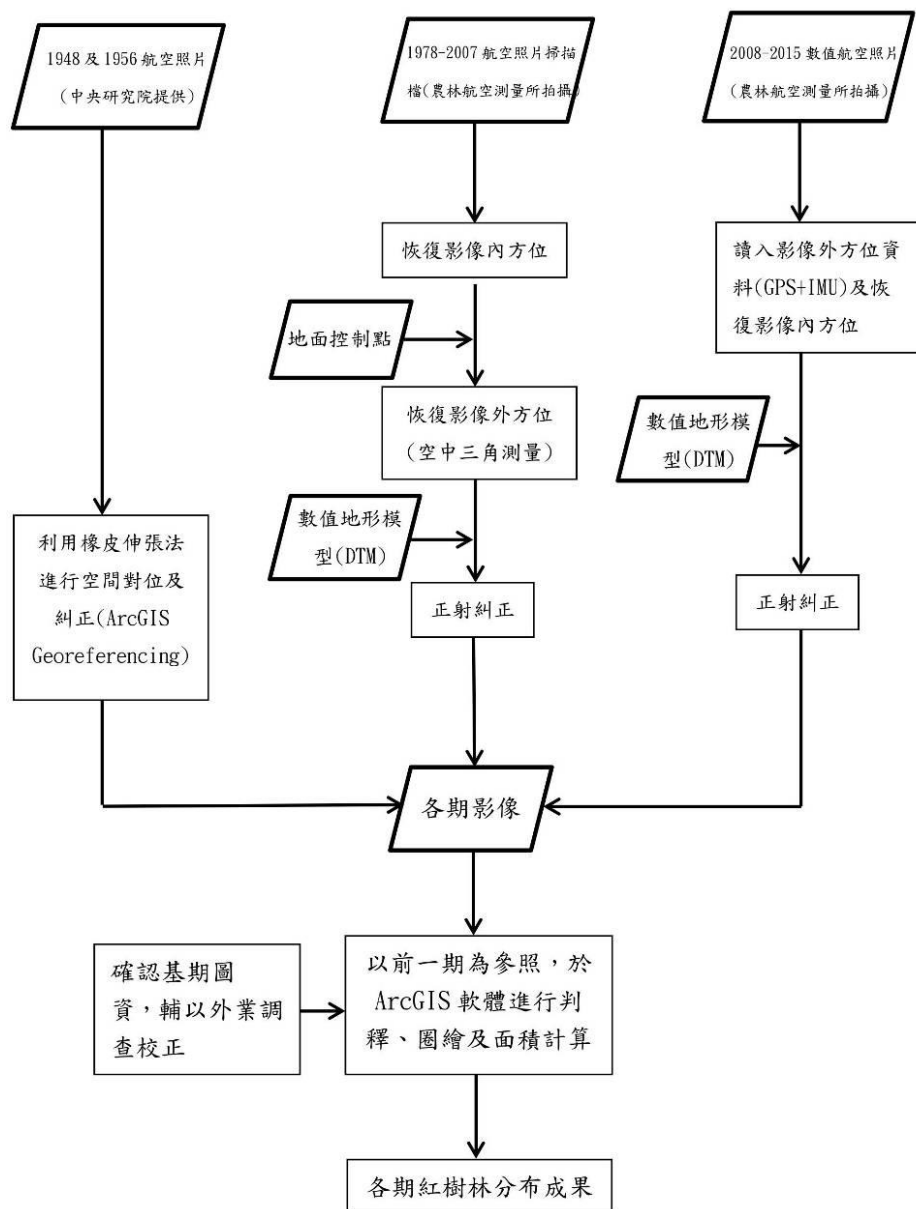 1948 及 1956 航空照片
(中央研究院提供)
1978-2007 航空照片掃描
檔(農林航空測量所拍攝)
2008-2015 數值航空照片
(農林航空測量所拍攝)
恢復影像內方位
讀入影像外方位資
料(GPS+IMU)及恢
復影像內方位
地面控制點
恢復影像外方位
(空中三角測量)
數值地形模
型(DTM)
數值地形模
型(DTM)
利用橡皮伸張法
進行空間對位及
糾正(ArcGIS
Georeferencing)
正射糾正
正射糾正
各期影像
確認基期圖
資，輔以外業調
查校正
以前一期為參照，於
ArcGIS 軟體進行判
釋、圈繪及面積計算
各期紅樹林分布成果